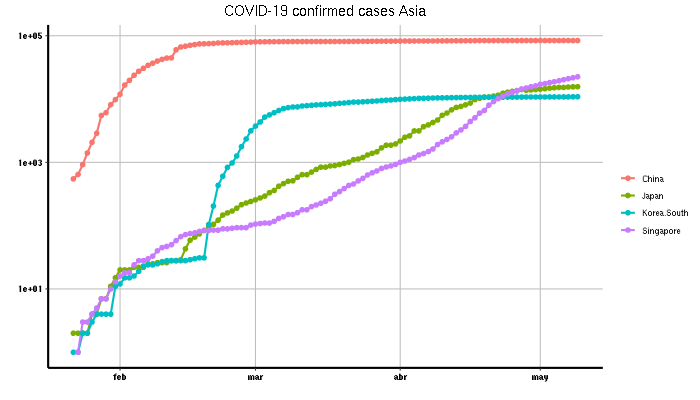 COVID-19 confirmed cases Asia
1e+05
1e+03
1e+01
feb
mar
abr
may
China
Japan
Korea.South
Singapore